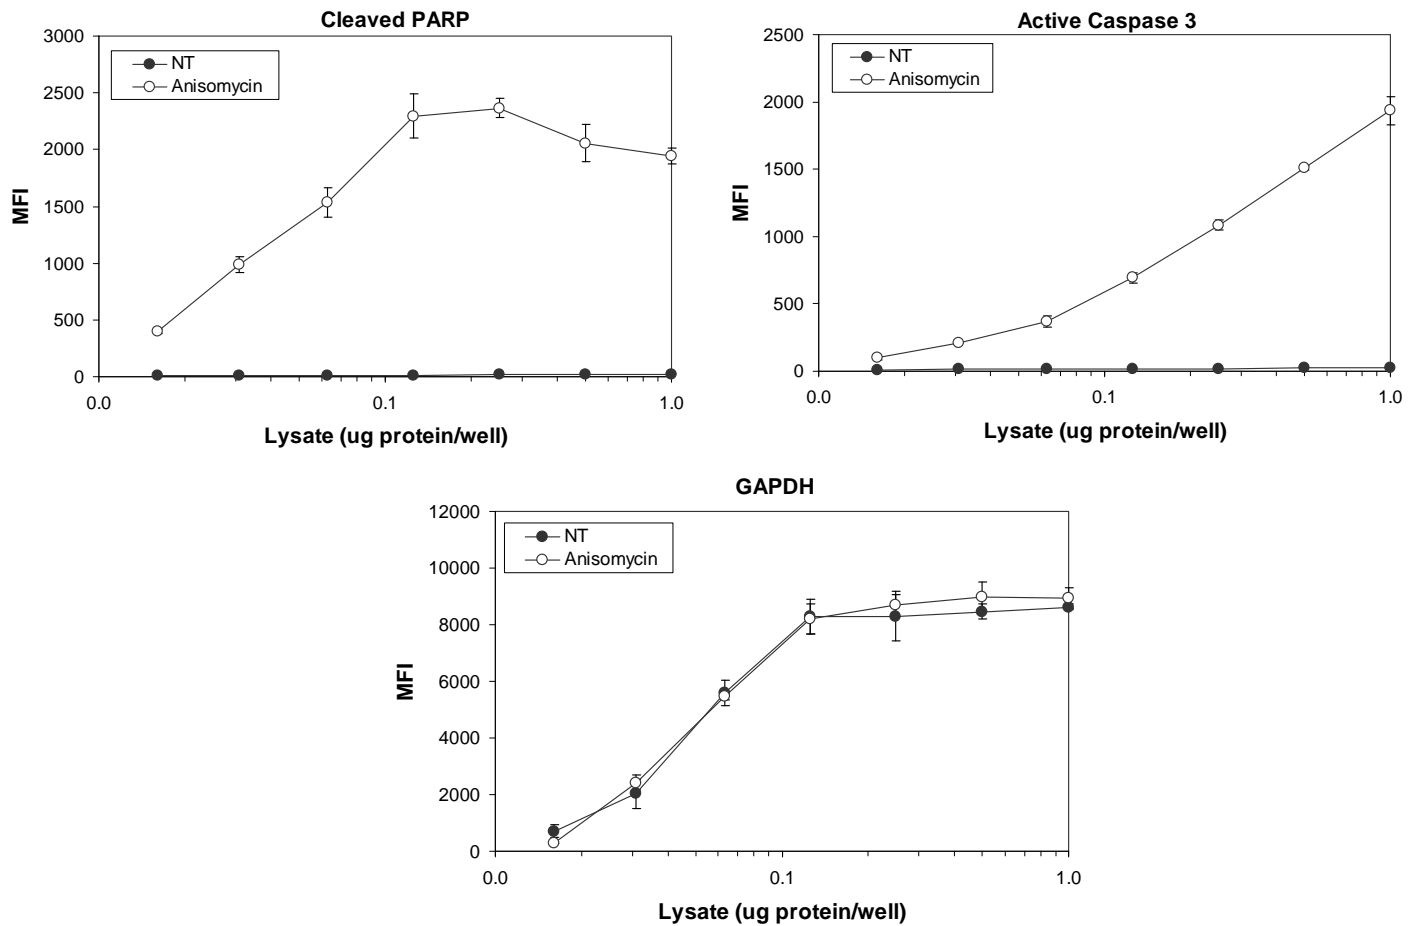 Cleaved PARP
3000
2500
2000
1500
1000
500
0
MFI
NT
Anisomycin
0.0 0.1 1.0
Lysate (ug protein/well)
Active Caspase 3
2500
2000
1500
1000
500
0
MFI
NT
Anisomycin
0.0 0.1 1.0
Lysate (ug protein/well)
GAPDH
12000
10000
8000
6000
4000
2000
0
MFI
NT
Anisomycin
0.0 0.1 1.0
Lysate (ug protein/well)